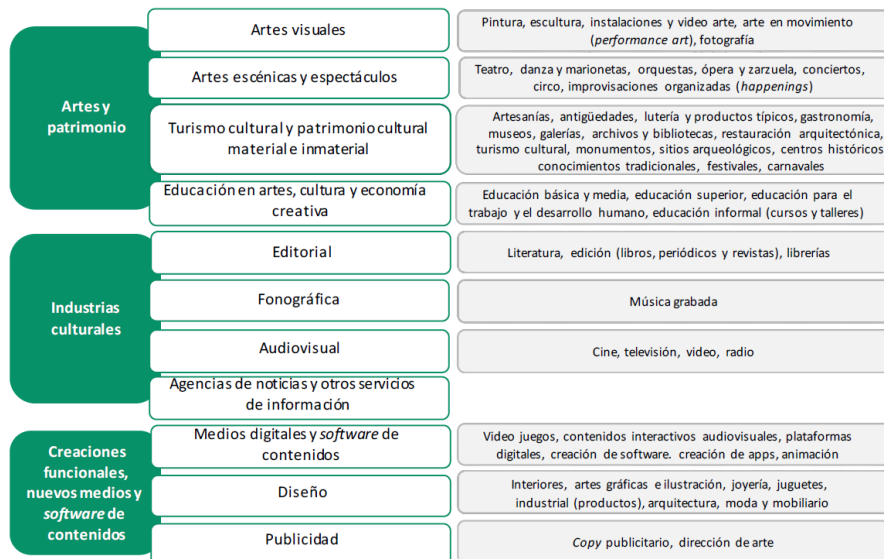 Artes y
patrimonio
Artes visuales
Pintura, escultura, instalaciones y video arte, arte en movimiento
(performance art), fotografía
Artes escénicas y espectáculos
Teatro, danza y marionetas, orquestas, ópera y zarzuela, conciertos,
circo, improvisaciones organizadas (happenings)
Turismo cultural y patrimonio cultural
material e inmaterial
Artesanías, antigüedades, lutería y productos típicos, gastronomía,
museos, galerías, archivos y bibliotecas, restauración arquitectónica,
turismo cultural, monumentos, sitios arqueológicos, centros históricos,
conocimientos tradicionales, festivales, carnavales
Educación en artes, cultura y economía
creativa
Educación básica y media, educación superior, educación para el
trabajo y el desarrollo humano, educación informal (cursos y talleres)
Industrias
culturales
Editorial
Literatura, edición (libros, periódicos y revistas), librerías
Fonográfica
Música grabada
Audiovisual
Cine, televisión, video, radio
Agencias de noticias y otros servicios
de información
Creaciones
funcionales,
nuevos medios y
software de
contenidos
Medios digitales y software de
contenidos
Video juegos, contenidos interactivos audiovisuales, plataformas
digitales, creación de software. creación de apps, animación
Diseño
Interiores, artes gráficas e ilustración, joyería, juguetes,
industrial (productos), arquitectura, moda y mobiliario
Publicidad
Copy publicitario, dirección de arte